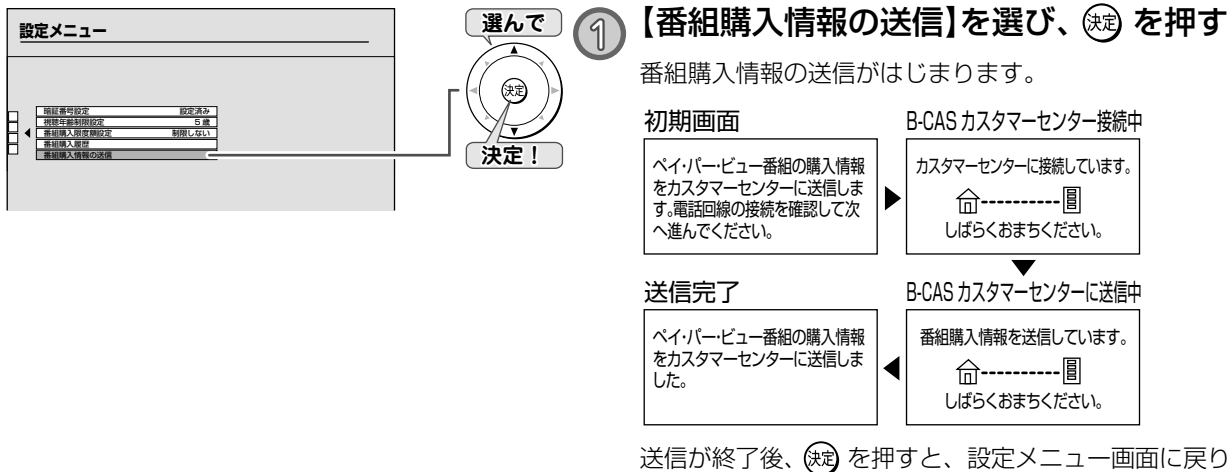 設定メニュー
暗証番号設定 設定済み
視聴年齢制限設定 5 歳
番組購入限度額設定 制限しない
番組購入履歴
番組購入情報の送信
選んで
決定
決定！
① 【番組購入情報の送信】を選び、決定 を押す
番組購入情報の送信がはじまります。
初期画面
ペイ・パー・ビュー番組の購入情報
をカスタマーセンターに送信しま
す。電話回線の接続を確認して次
へ進んでください。
B-CAS カスタマーセンター接続中
カスタマーセンターに接続しています。
しばらくおまちください。
B-CAS カスタマーセンターに送信中
番組購入情報を送信しています。
しばらくおまちください。
送信完了
ペイ・パー・ビュー番組の購入情報
をカスタマーセンターに送信しま
した。
送信が終了後、決定 を押すと、設定メニュー画面に戻り